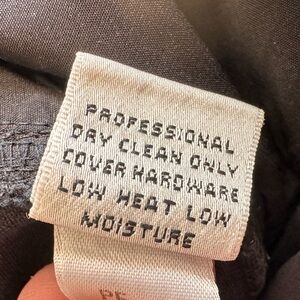 PROFESSIONAL
DRY CLEAN ONLY
COVER HARDWARE
LOW HEAT LOW
MOISTURE